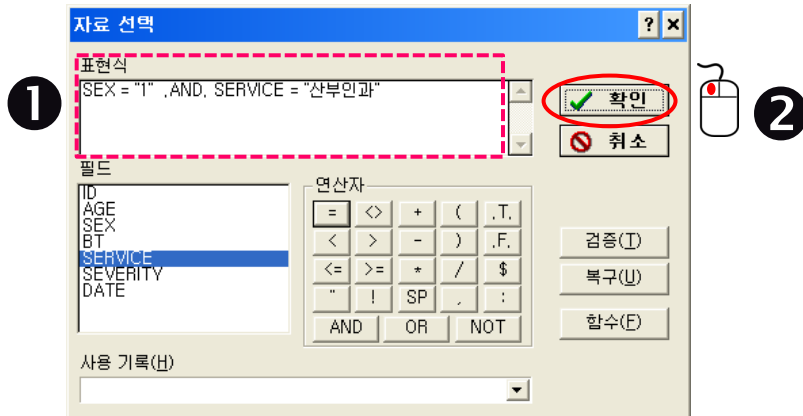 자료 선택
? ×
표현식
❶
SEX = "1" .AND. SERVICE = "산부인과"
확인
❷
취소
필드
ID
AGE
SEX
BT
SERVICE
SEVERITY
DATE
연산자
= <> + ( .T.
< > - ) .F.
<= >= * / $
" ! SP , :
AND OR NOT
검증(T)
복구(U)
함수(F)
사용 기록(H)